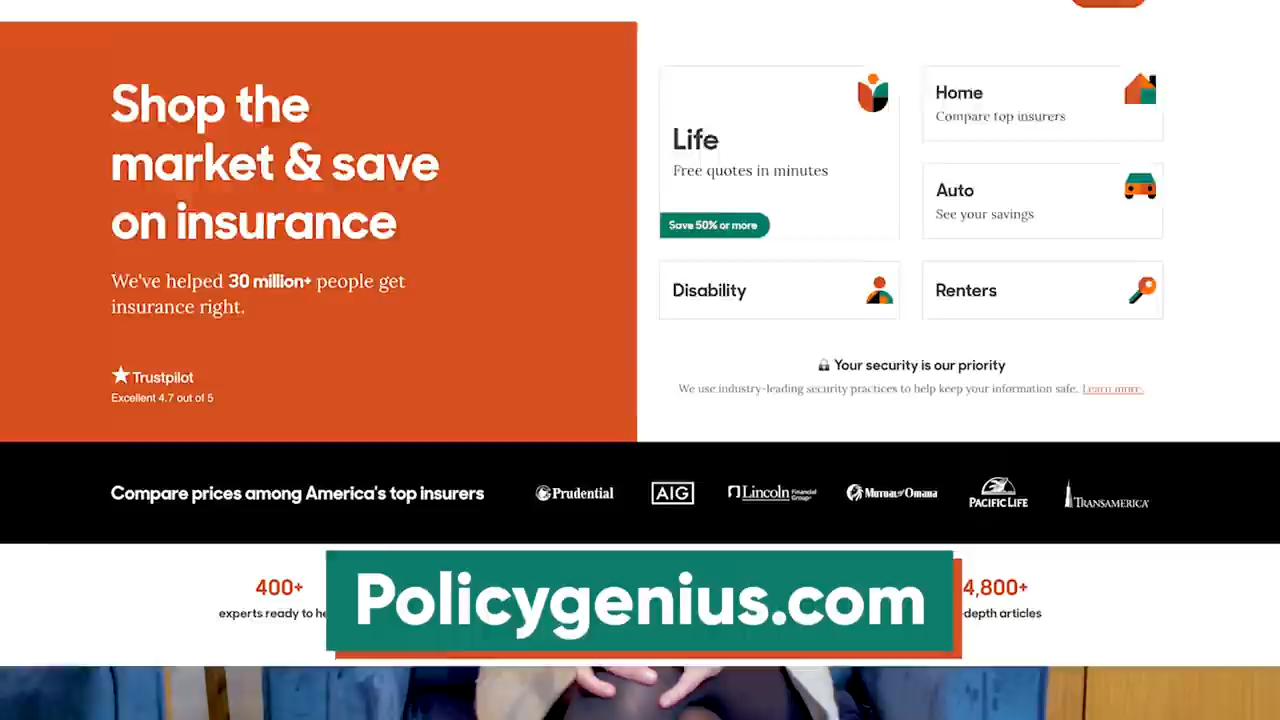 Shop the
market & save
on insurance
We've helped 30 million+ people get
insurance right.
Trustpilot
Excellent 4.7 out of 5
Life
Free quotes in minutes
Save 50% or more
Home
Compare top insurers
Auto
See your savings
Disability
Renters
Your security is our priority
We use industry-leading security practices to help keep your information safe. Learn more.
Compare prices among America's top insurers
Prudential
AIG
Lincoln Financial Group
Mutual of Omaha
PACIFIC LIFE
TRANSAMERICA
400+
experts ready to he
4,800+
-depth articles
Policygenius.com